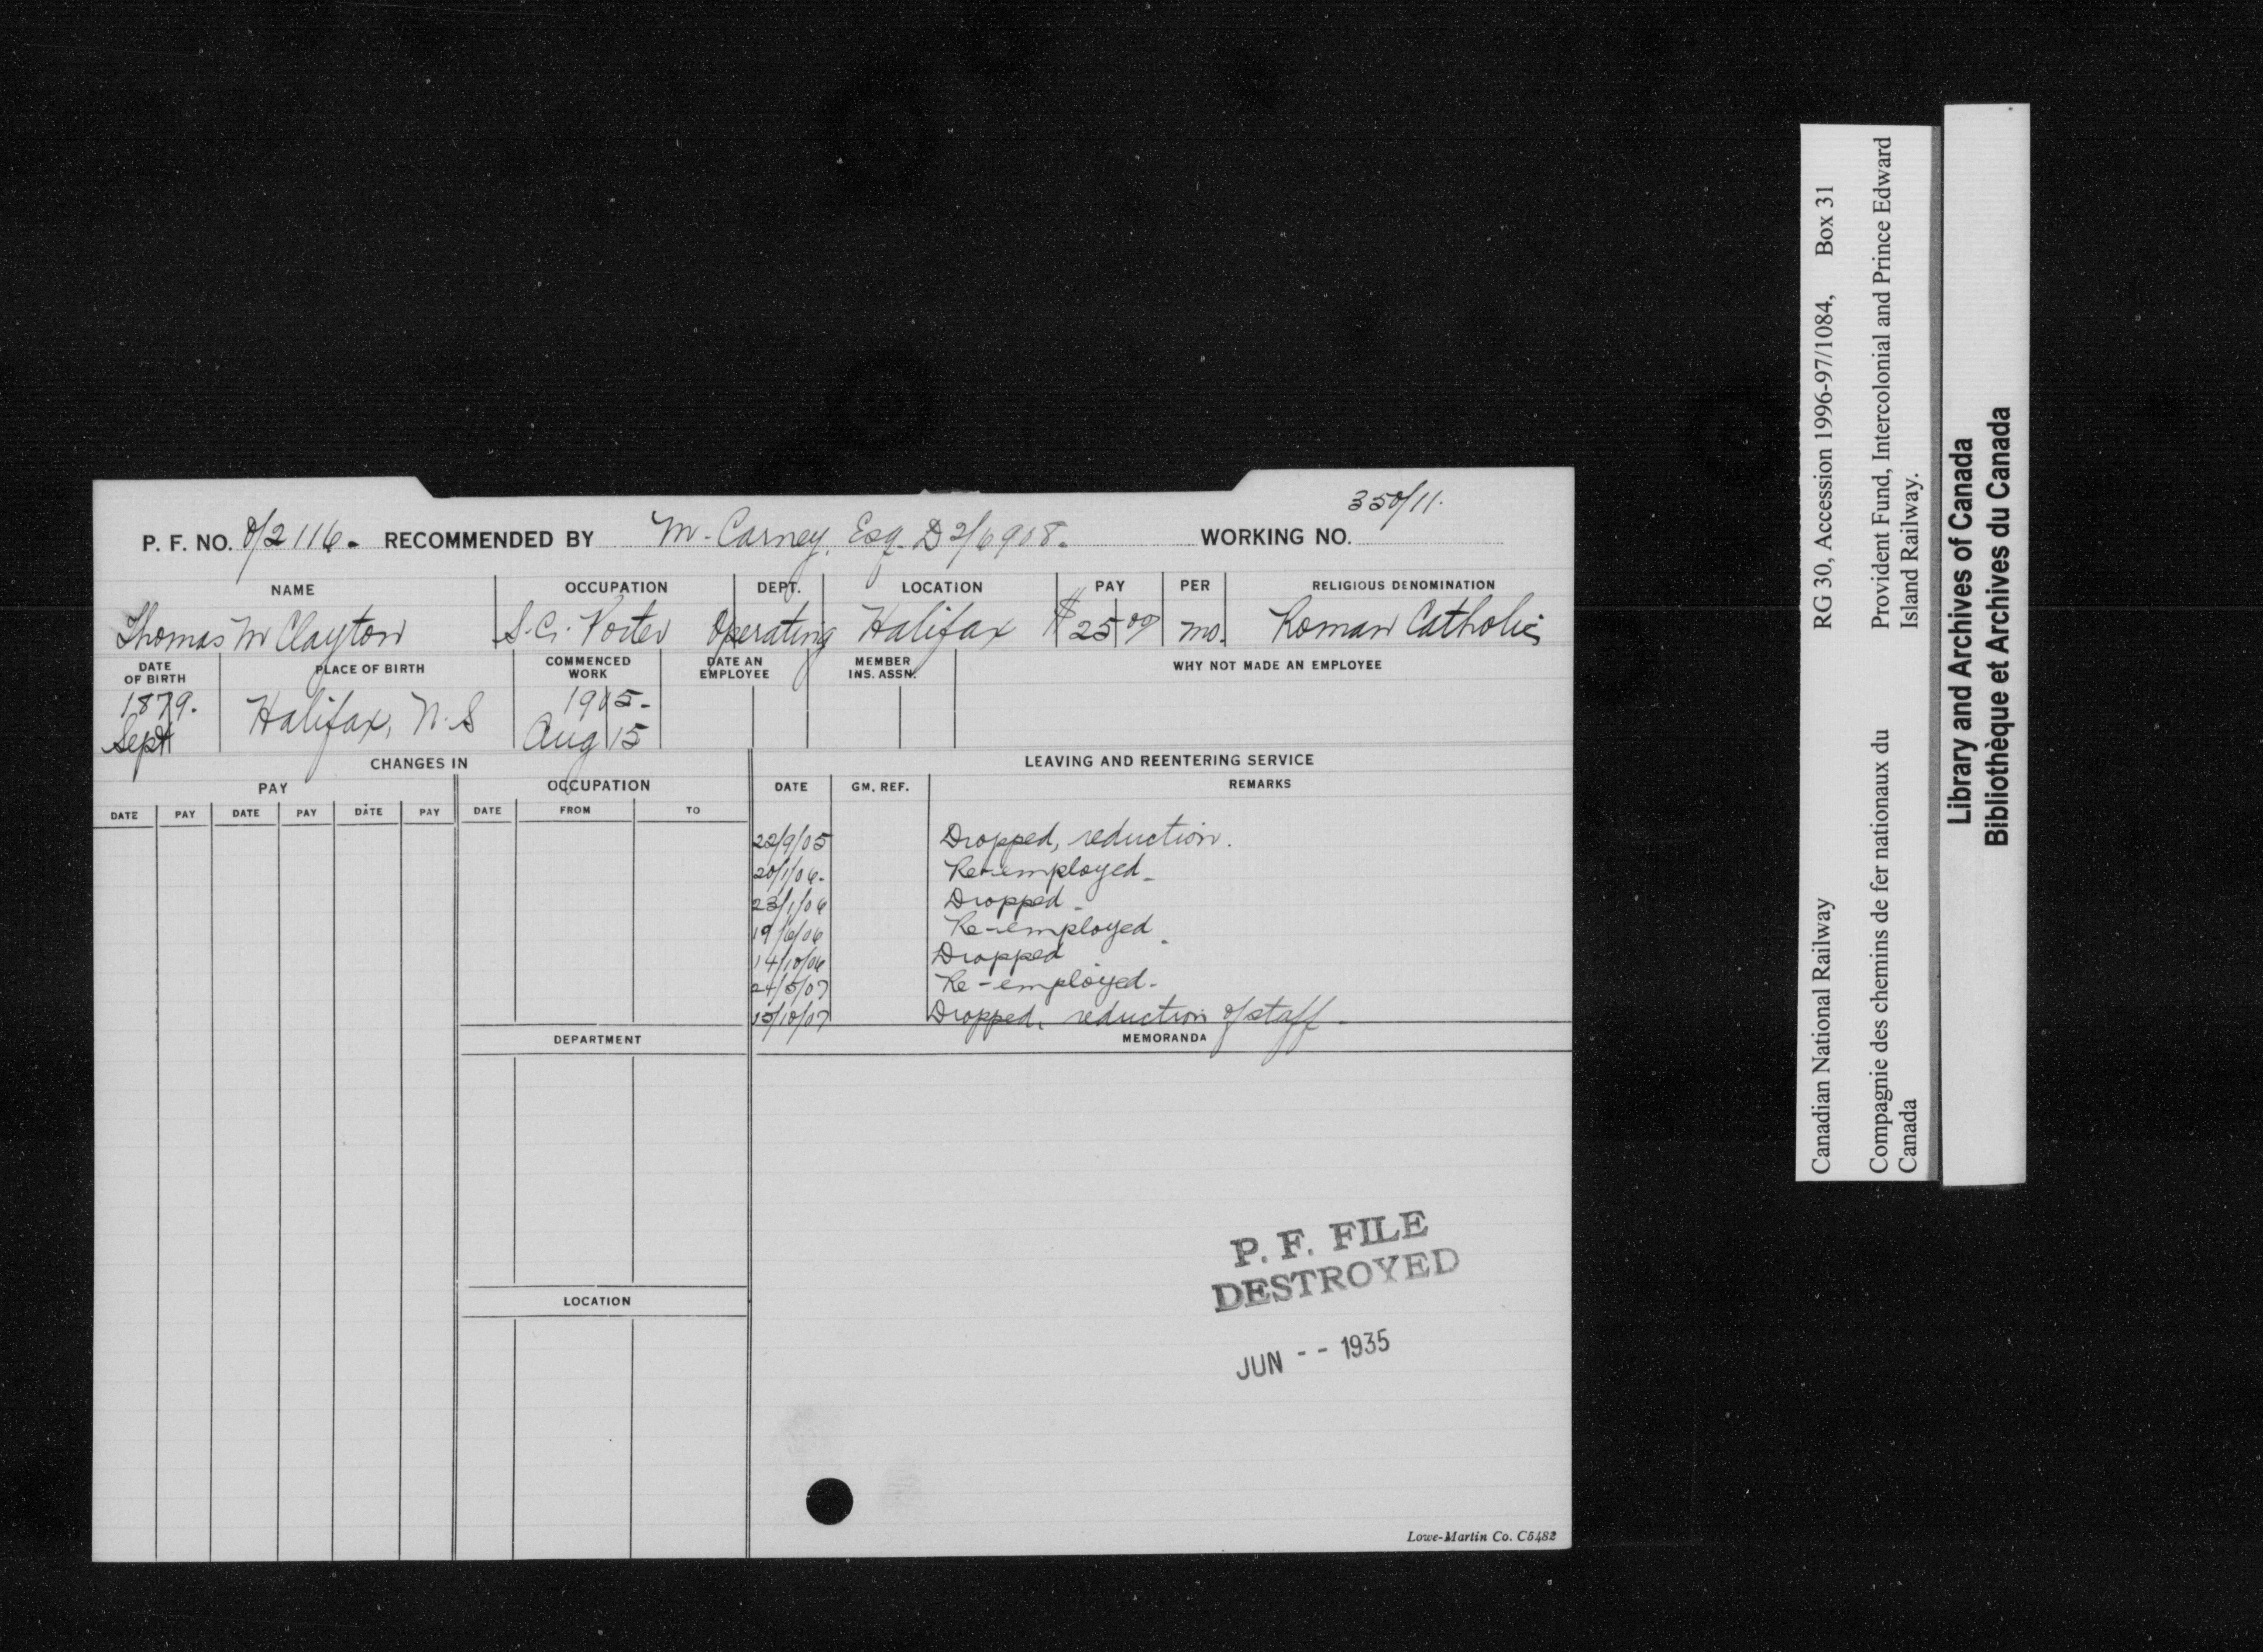 350/11.
P. F. NO. 0/2116. RECOMMENDED BY M. Carney, Esq. D2/6908. WORKING NO.
NAME OCCUPATION DEPT. LOCATION PAY PER RELIGIOUS DENOMINATION
Thomas M Clayton S.C. Porter Operating Halifax $25 00 mo. Roman Catholic
DATE OF BIRTH PLACE OF BIRTH COMMENCED WORK DATE AN EMPLOYEE MEMBER INS. ASSN. WHY NOT MADE AN EMPLOYEE
1879. Halifax, N.S 1905-
Sept Aug 15
CHANGES IN LEAVING AND REENTERING SERVICE
PAY OCCUPATION DATE GM. REF. REMARKS
DATE PAY DATE PAY DATE PAY DATE FROM TO
22/9/05 Dropped, reduction.
20/1/06. Re-employed-
23/1/06 Dropped-
19/6/06 Re-employed.
14/10/06 Dropped
24/5/07 Re-employed-
15/10/07 Dropped, reduction of staff-
DEPARTMENT MEMORANDA
LOCATION
P. F. FILE
DESTROYED
JUN -- 1935
Lowe-Martin Co. C5482
Canadian National Railway RG 30, Accession 1996-97/1084, Box 31
Compagnie des chemins de fer nationaux du Canada
Provident Fund, Intercolonial and Prince Edward Island Railway.
Library and Archives of Canada
Bibliothèque et Archives du Canada